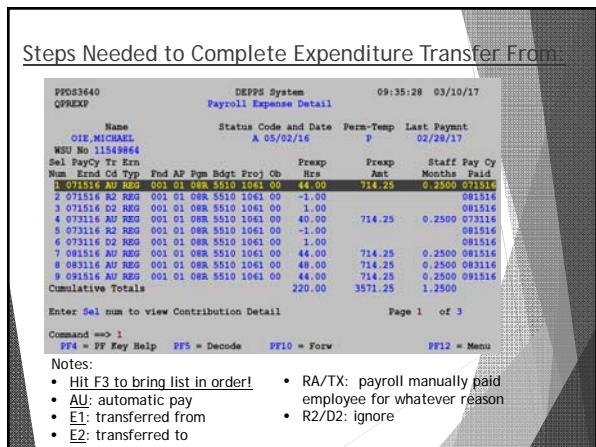 Steps Needed to Complete Expenditure Transfer From:
PPDS3640 DEPPS System 09:35:28 03/10/17
QPREXP Payroll Expense Detail
Name Status Code and Date Perm-Temp Last Paymnt
OIE,MICHAEL A 05/02/16 P 02/28/17
WSU No 11549864
Sel PayCy Tr Ern Prexp Prexp Staff Pay Cy
Num Ernd Cd Typ Fnd AP Pgm Bdgt Proj Ob Hrs Amt Months Paid
1 071516 AU REG 001 01 08R 5510 1061 00 44.00 714.25 0.2500 071516
2 071516 R2 REG 001 01 08R 5510 1061 00 -1.00 081516
3 071516 D2 REG 001 01 08R 5510 1061 00 1.00 081516
4 073116 AU REG 001 01 08R 5510 1061 00 40.00 714.25 0.2500 073116
5 073116 R2 REG 001 01 08R 5510 1061 00 -1.00 081516
6 073116 D2 REG 001 01 08R 5510 1061 00 1.00 081516
7 081516 AU REG 001 01 08R 5510 1061 00 44.00 714.25 0.2500 081516
8 083116 AU REG 001 01 08R 5510 1061 00 48.00 714.25 0.2500 083116
9 091516 AU REG 001 01 08R 5510 1061 00 44.00 714.25 0.2500 091516
Cumulative Totals 220.00 3571.25 1.2500
Enter Sel num to view Contribution Detail Page 1 of 3
Command ==> 1
PF4 = PF Key Help PF5 = Decode PF10 = Forw PF12 = Menu
Notes:
• Hit F3 to bring list in order!
• AU: automatic pay
• E1: transferred from
• E2: transferred to
• RA/TX: payroll manually paid
employee for whatever reason
• R2/D2: ignore